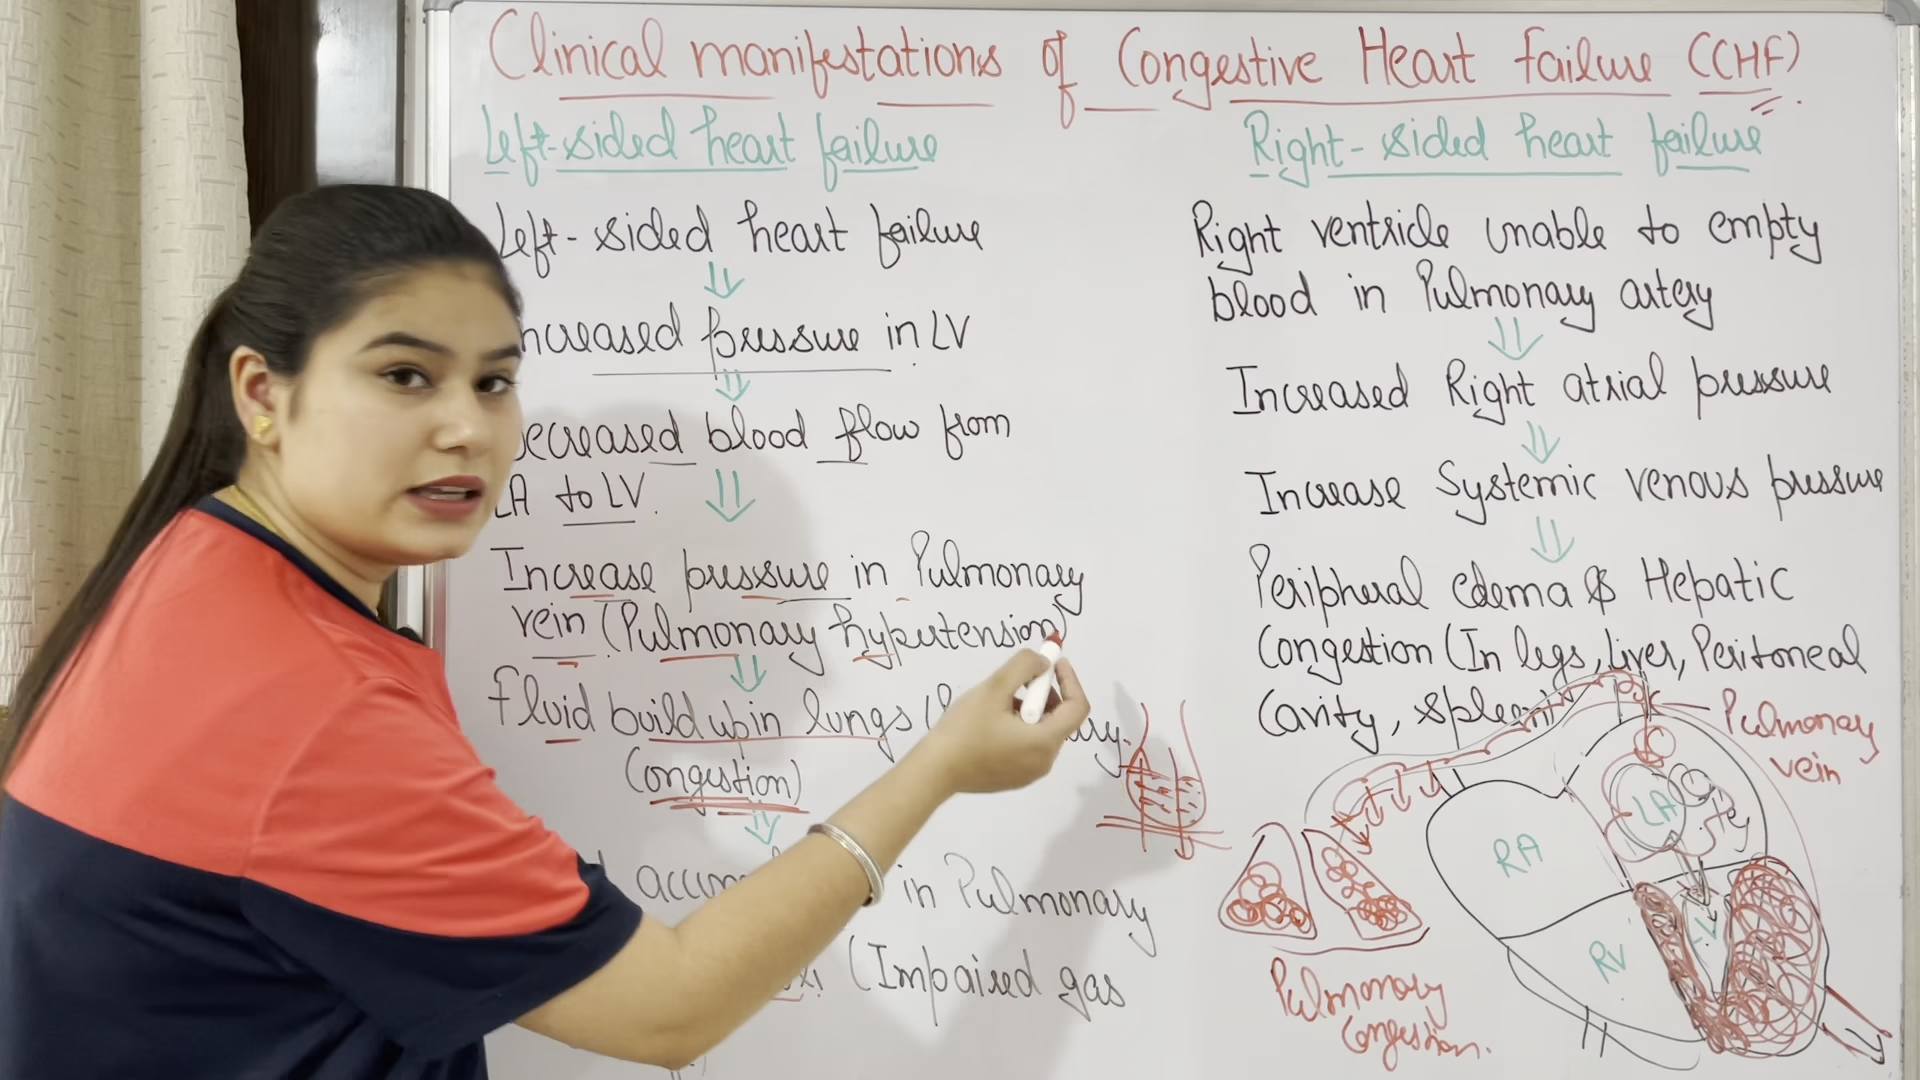 Clinical manifestations of Congestive Heart failure (CHF)
Left-sided heart failure
Left-sided heart failure
ncreased pressure in LV
ecreased blood flow from
LA to LV.
Increase pressure in Pulmonary
vein (Pulmonary hypertension)
fluid build up in lungs (
Congestion)
in Pulmonary
(Impaired gas
Right-sided heart failure
Right ventricle unable to empty
blood in Pulmonary artery
Increased Right atrial pressure
Increase Systemic venous pressure
Peripheral edema & Hepatic
Congestion (In legs, liver, Peritoneal
Cavity, spleen)
Pulmonary
vein
LA
RA
RV
LV
Pulmonary
Congestion.